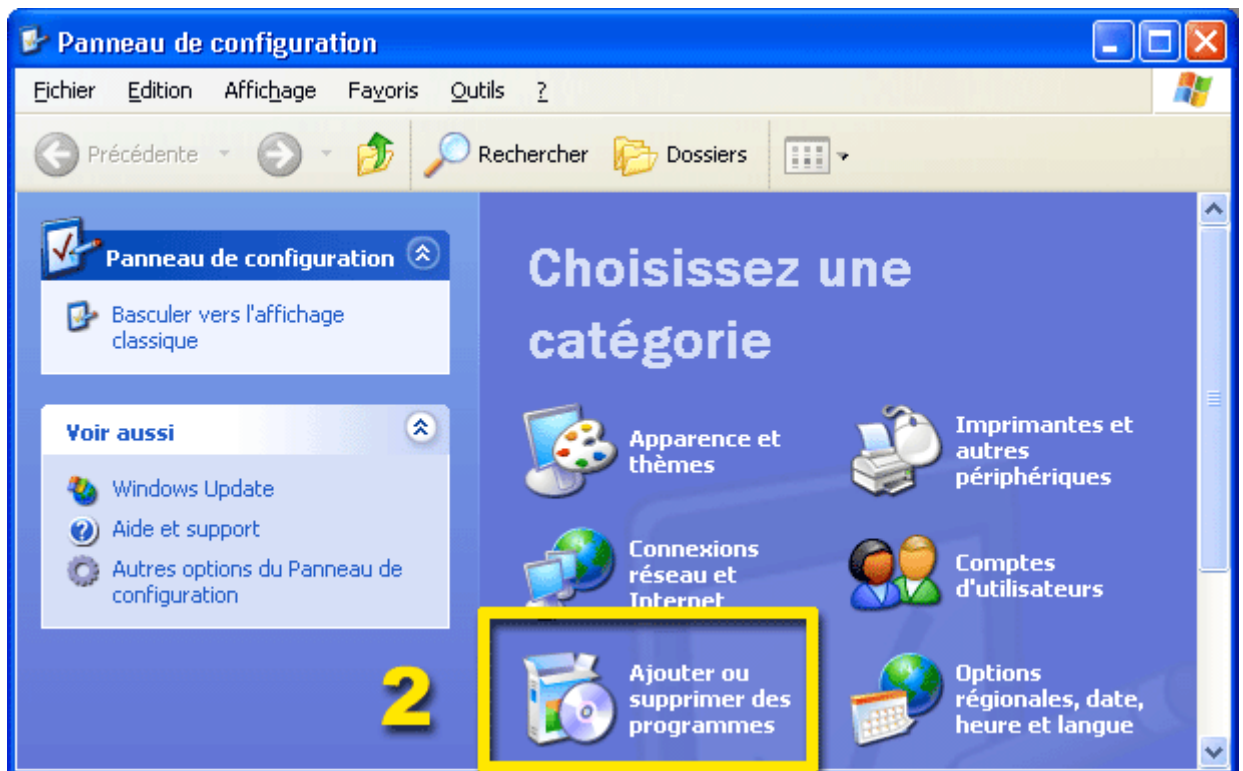 Panneau de configuration
Fichier Edition Affichage Favoris Outils ?
Précédente Rechercher Dossiers
Panneau de configuration
Basculer vers l'affichage
classique
Voir aussi
Windows Update
Aide et support
Autres options du Panneau de
configuration
Choisissez une
catégorie
Apparence et
thèmes
Imprimantes et
autres
périphériques
Connexions
réseau et
Internet
Comptes
d'utilisateurs
2
Ajouter ou
supprimer des
programmes
Options
régionales, date,
heure et langue